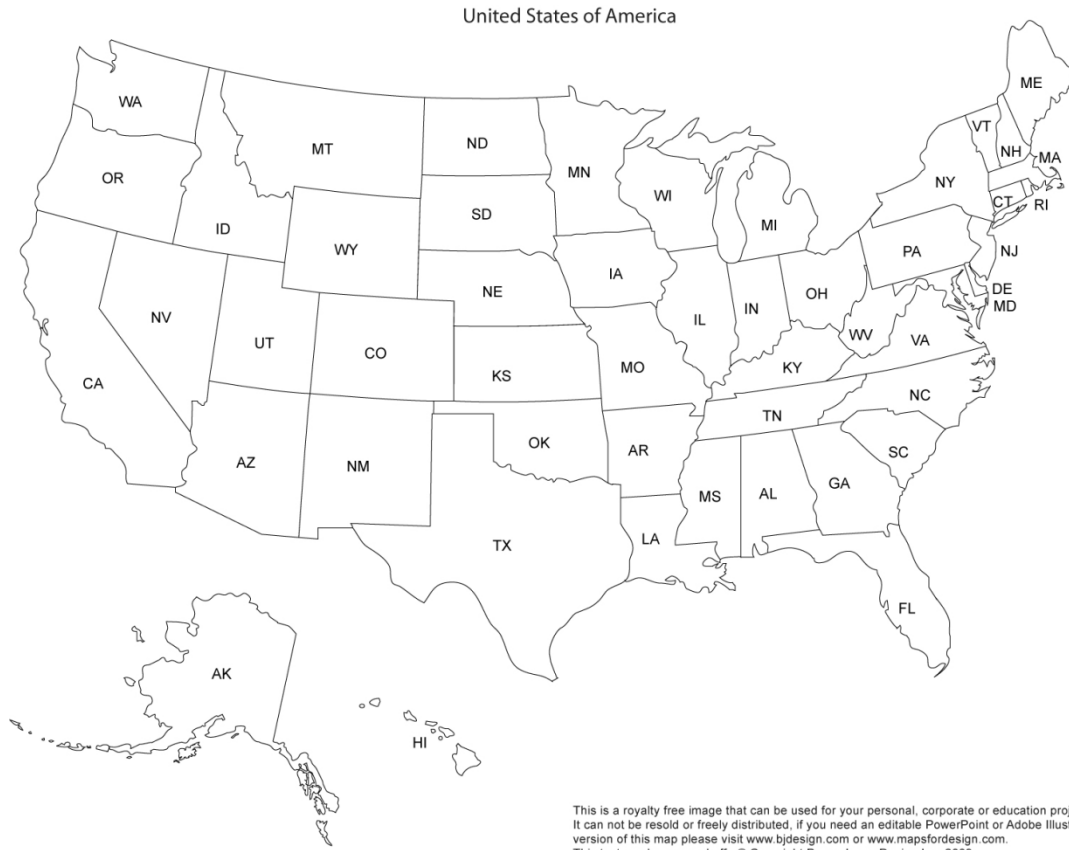 United States of America
ME
WA
VT
MT
ND
NH
MA
MN
OR
NY
WI
CT
RI
SD
ID
MI
WY
NJ
PA
IA
DE
NE
OH
MD
IN
NV
IL
WV
UT
VA
CO
MO
KY
KS
CA
NC
TN
OK
AR
SC
AZ
NM
GA
MS
AL
LA
TX
FL
AK
HI
This is a royalty free image that can be used for your personal, corporate or education
It can not be resold or freely distributed, if you need an editable PowerPoint or Adobe
version of this map please visit www.bjdesign.com or www.mapsfordesign.com.